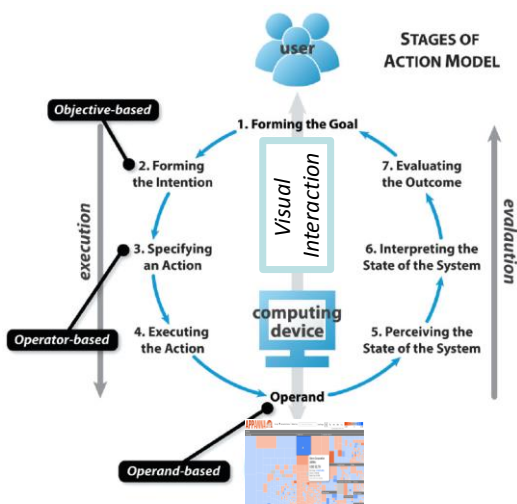 user
STAGES OF
ACTION MODEL
Objective-based
1. Forming the Goal
2. Forming
the Intention
7. Evaluating
the Outcome
Visual
Interaction
execution
evalaution
3. Specifying
an Action
6. Interpreting the
State of the System
computing
device
Operator-based
4. Executing
the Action
5. Perceiving the
State of the System
Operand
Operand-based